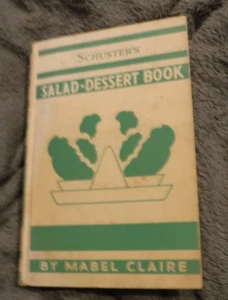 SCHUSTER'S
SALAD-DESSERT BOOK
BY MABEL CLAIRE